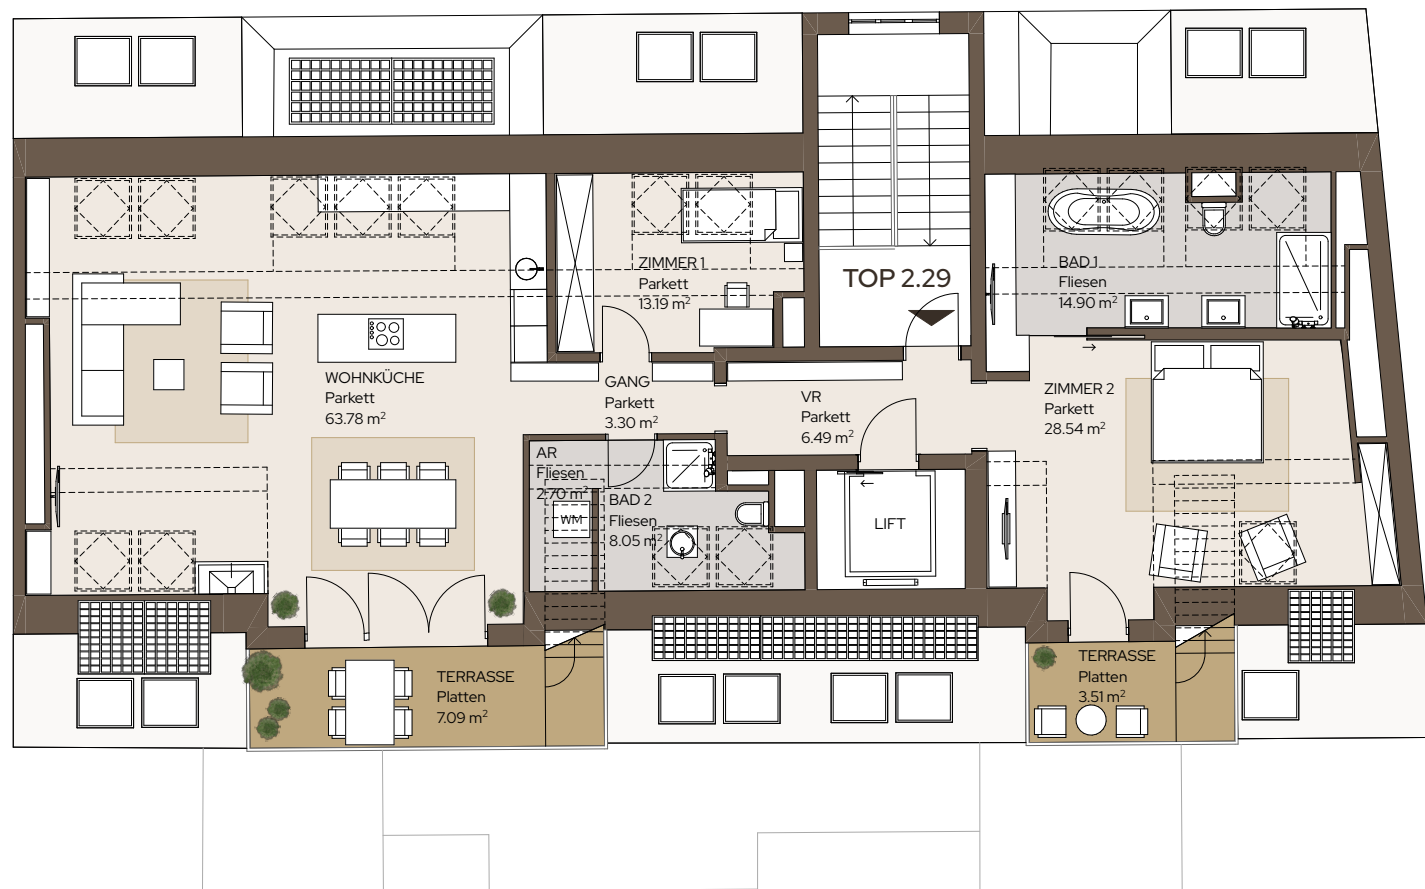 ZIMMER 1
Parkett
13.19 m²
TOP 2.29
BAD 1
Fliesen
14.90 m²
WOHNKÜCHE
Parkett
63.78 m²
GANG
Parkett
3.30 m²
VR
Parkett
6.49 m²
ZIMMER 2
Parkett
28.54 m²
AR
Fliesen
2.70 m²
WM
BAD 2
Fliesen
8.05 m²
LIFT
TERRASSE
Platten
7.09 m²
TERRASSE
Platten
3.51 m²